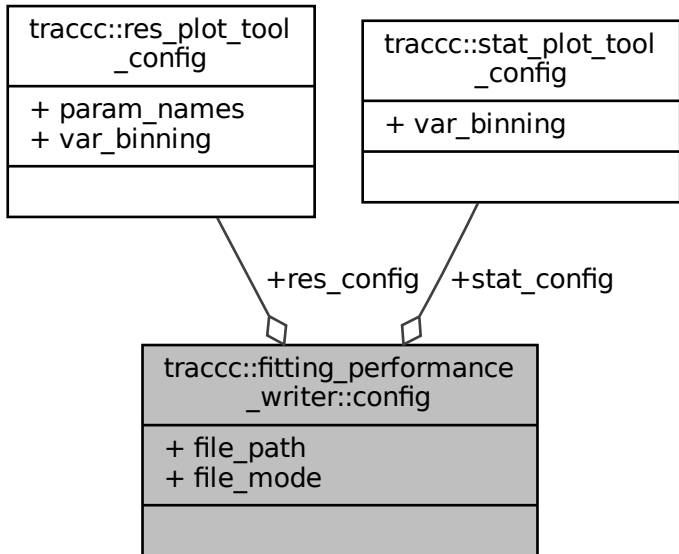 traccc::res_plot_tool
_config
+ param_names
+ var_binning
traccc::stat_plot_tool
_config
+ var_binning
+res_config
+stat_config
traccc::fitting_performance
_writer::config
+ file_path
+ file_mode